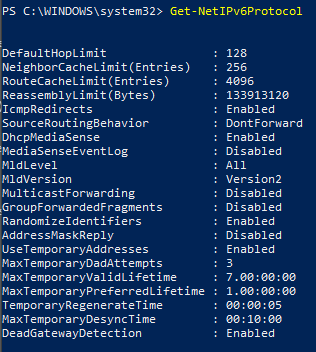 PS C:\WINDOWS\system32> Get-NetIPv6Protocol
DefaultHopLimit : 128
NeighborCacheLimit(Entries) : 256
RouteCacheLimit(Entries) : 4096
ReassemblyLimit(Bytes) : 133913120
IcmpRedirects : Enabled
SourceRoutingBehavior : DontForward
DhcpMediaSense : Enabled
MediaSenseEventLog : Disabled
MldLevel : All
MldVersion : Version2
MulticastForwarding : Disabled
GroupForwardedFragments : Disabled
RandomizeIdentifiers : Enabled
AddressMaskReply : Disabled
UseTemporaryAddresses : Enabled
MaxTemporaryDadAttempts : 3
MaxTemporaryValidLifetime : 7.00:00:00
MaxTemporaryPreferredLifetime : 1.00:00:00
TemporaryRegenerateTime : 00:00:05
MaxTemporaryDesyncTime : 00:10:00
DeadGatewayDetection : Enabled